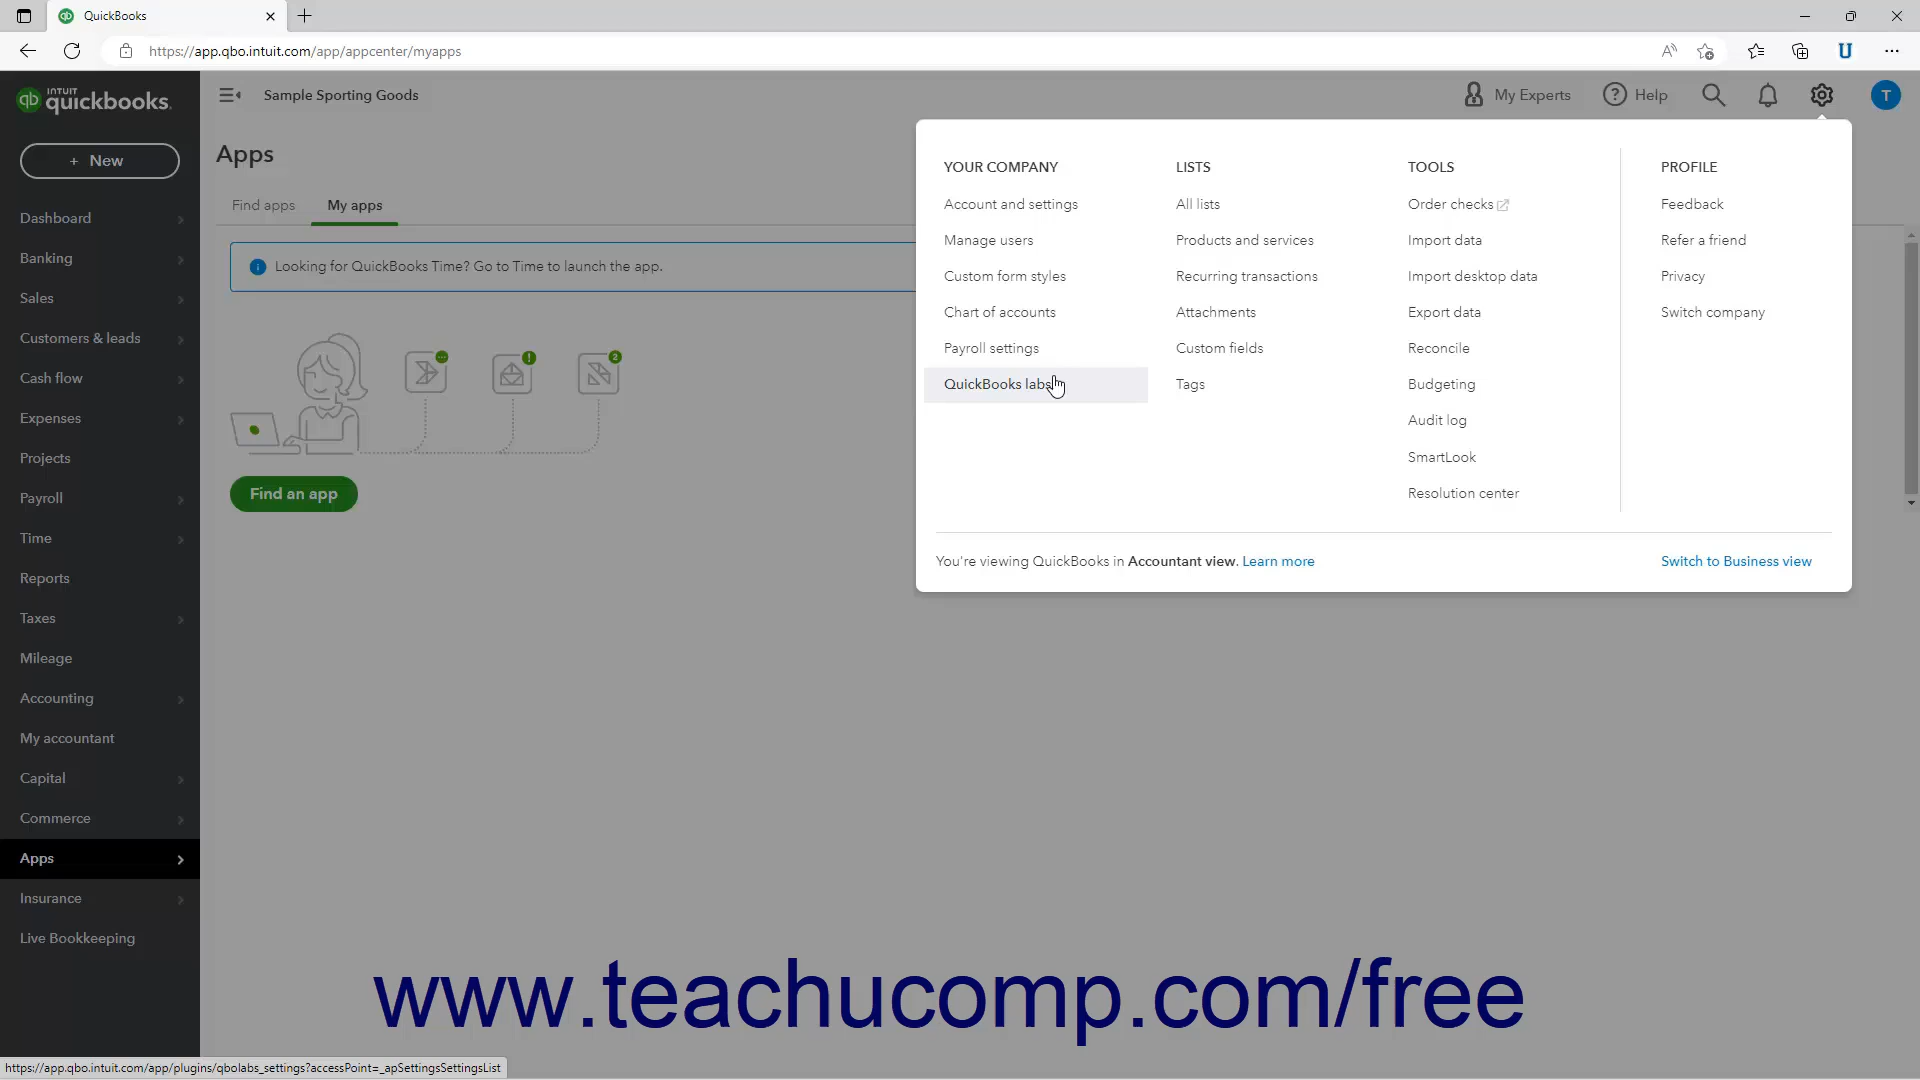 QuickBooks
https://app.qbo.intuit.com/app/appcenter/myapps
INTUIT
quickbooks.
Sample Sporting Goods
My Experts
Help
T
+ New
Dashboard
Banking
Sales
Customers & leads
Cash flow
Expenses
Projects
Payroll
Time
Reports
Taxes
Mileage
Accounting
My accountant
Capital
Commerce
Apps
Insurance
Live Bookkeeping
Apps
Find apps
My apps
Looking for QuickBooks Time? Go to Time to launch the app.
Find an app
YOUR COMPANY
Account and settings
Manage users
Custom form styles
Chart of accounts
Payroll settings
QuickBooks labs
LISTS
All lists
Products and services
Recurring transactions
Attachments
Custom fields
Tags
TOOLS
Order checks
Import data
Import desktop data
Export data
Reconcile
Budgeting
Audit log
SmartLook
Resolution center
PROFILE
Feedback
Refer a friend
Privacy
Switch company
You're viewing QuickBooks in Accountant view. Learn more
Switch to Business view
www.teachucomp.com/free
https://app.qbo.intuit.com/app/plugins/qbolabs_settings?accessPoint=_apSettingsSettingsList